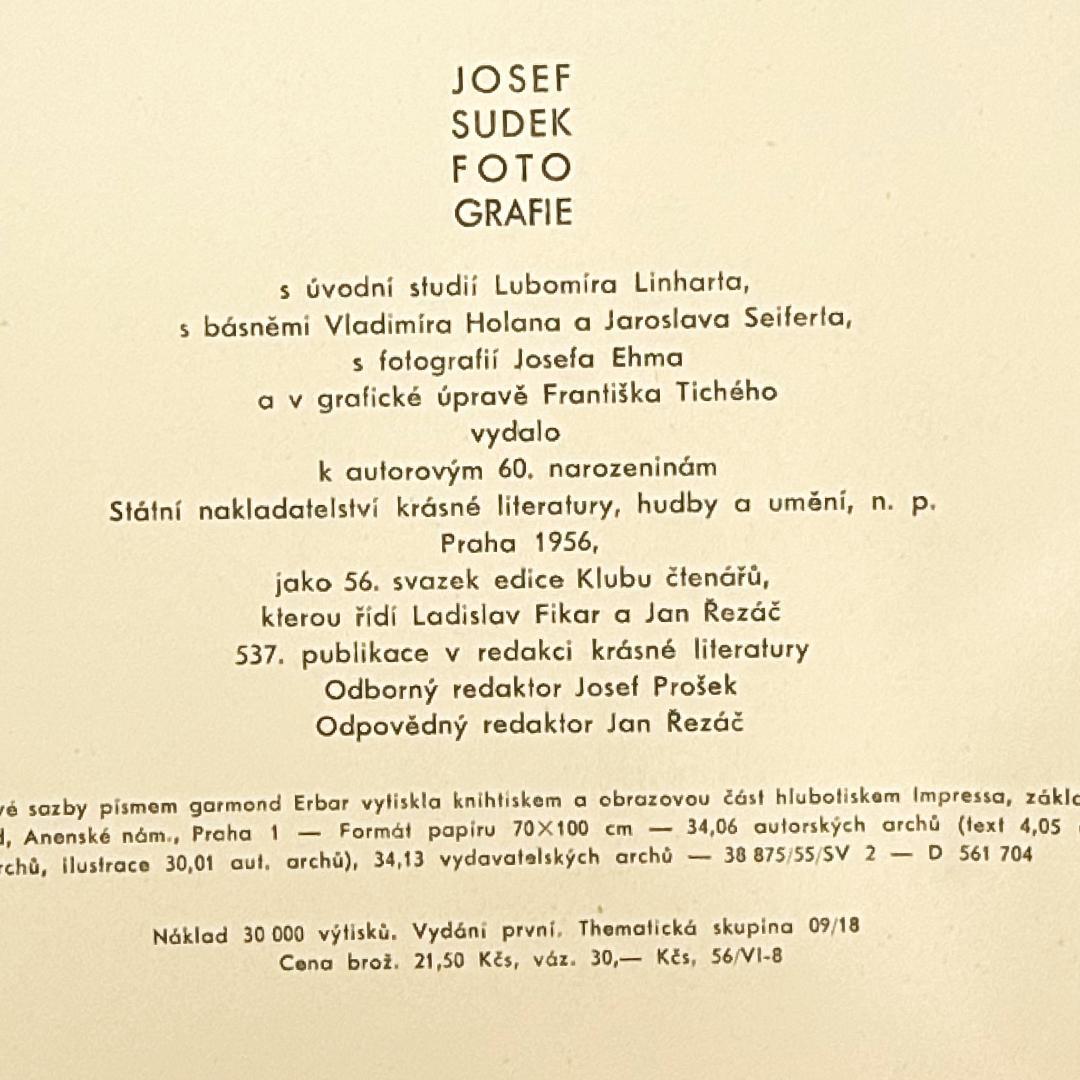 JOSEF
SUDEK
FOTO
GRAFIE
s úvodní studií Lubomíra Linharta,
s básněmi Vladimíra Holana a Jaroslava Seiferta,
s fotografií Josefa Ehma
a v grafické úpravě Františka Tichého
vydalo
k autorovým 60. narozeninám
Státní nakladatelství krásné literatury, hudby a umění, n. p.
Praha 1956,
jako 56. svazek edice Klubu čtenářů,
kterou řídí Ladislav Fikar a Jan Řezáč
537. publikace v redakci krásné literatury
Odborný redaktor Josef Prošek
Odpovědný redaktor Jan Řezáč
sazby písmem garmond Erbar vytiskla knihtiskem a obrazovou část hlubotiskem Impressa,
Anenské nám., Praha 1 — Formát papíru 70×100 cm — 34,06 autorských archů (text 4,05
ilustrace 30,01 aut. archů), 34,13 vydavatelských archů — 38 875/55/SV 2 — D 561 704
Náklad 30 000 výtisků. Vydání první. Thematická skupina 09/18
Cena brož. 21,50 Kčs, váz. 30,— Kčs, 56/VI-8